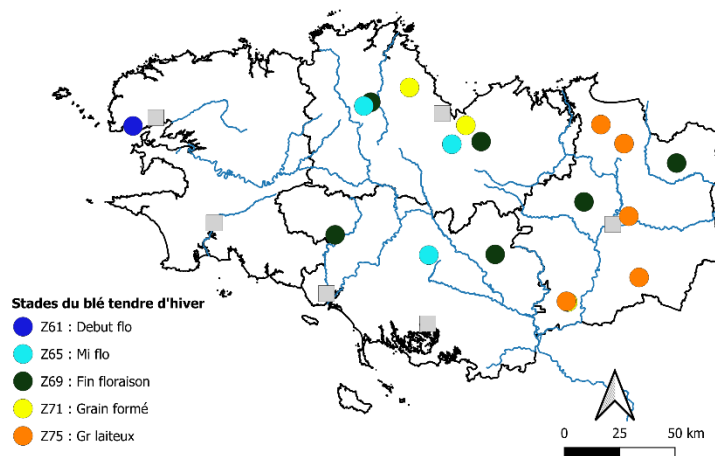 Stades du blé tendre d'hiver
Z61 : Debut flo
Z65 : Mi flo
Z69 : Fin floraison
Z71 : Grain formé
Z75 : Gr laiteux
0 25 50 km